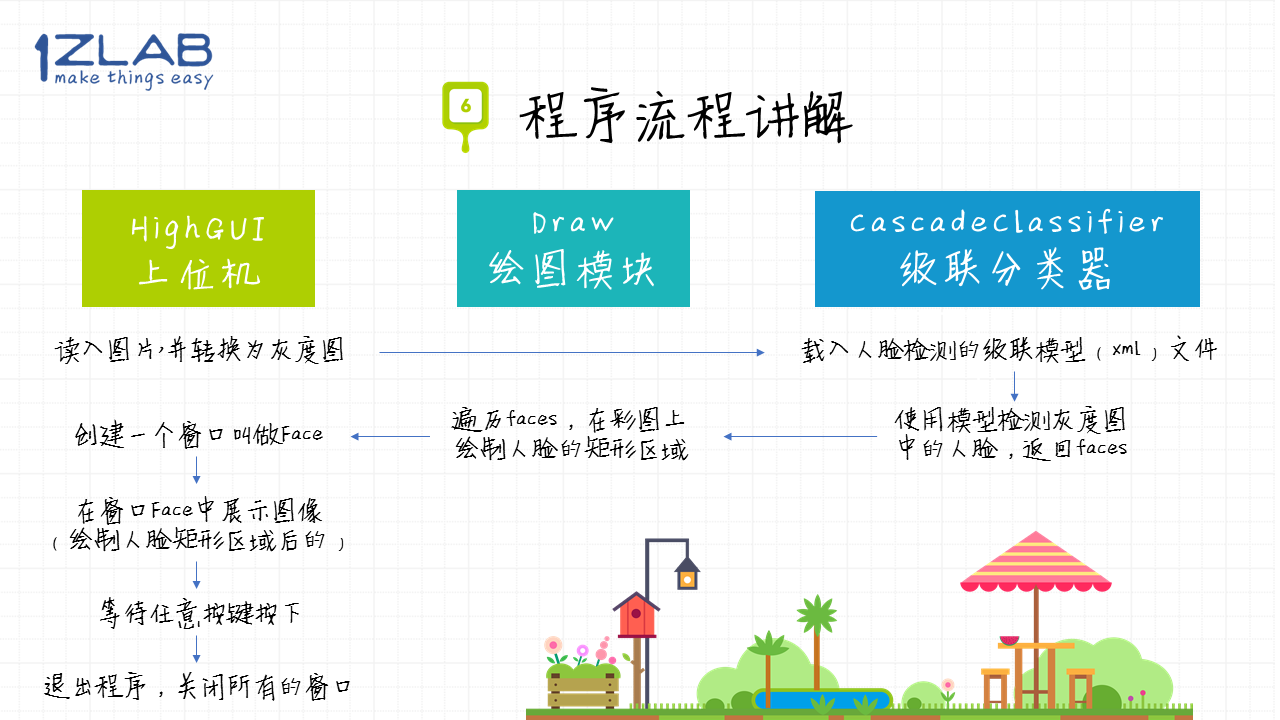 1ZLAB
make things easy
6
程序流程讲解
HighGUI
上位机
Draw
绘图模块
CascadeClassifier
级联分类器
读入图片,并转换为灰度图
载入人脸检测的级联模型(xml)文件
创建一个窗口叫做Face
遍历faces,在彩图上
绘制人脸的矩形区域
使用模型检测灰度图
中的人脸,返回faces
在窗口Face中展示图像
(绘制人脸矩形区域后的)
等待任意按键按下
退出程序,关闭所有的窗口